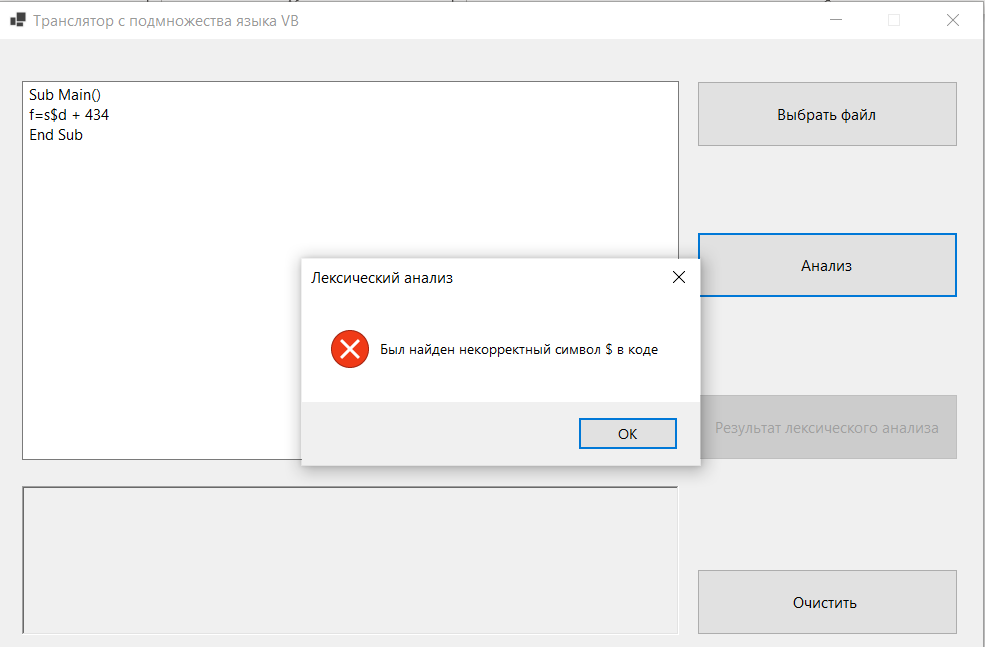 Транслятор с подмножества языка VB
Sub Main()
f=s$d + 434
End Sub
Выбрать файл
Анализ
Лексический анализ
Был найден некорректный символ $ в коде
OK
Результат лексического анализа
Очистить